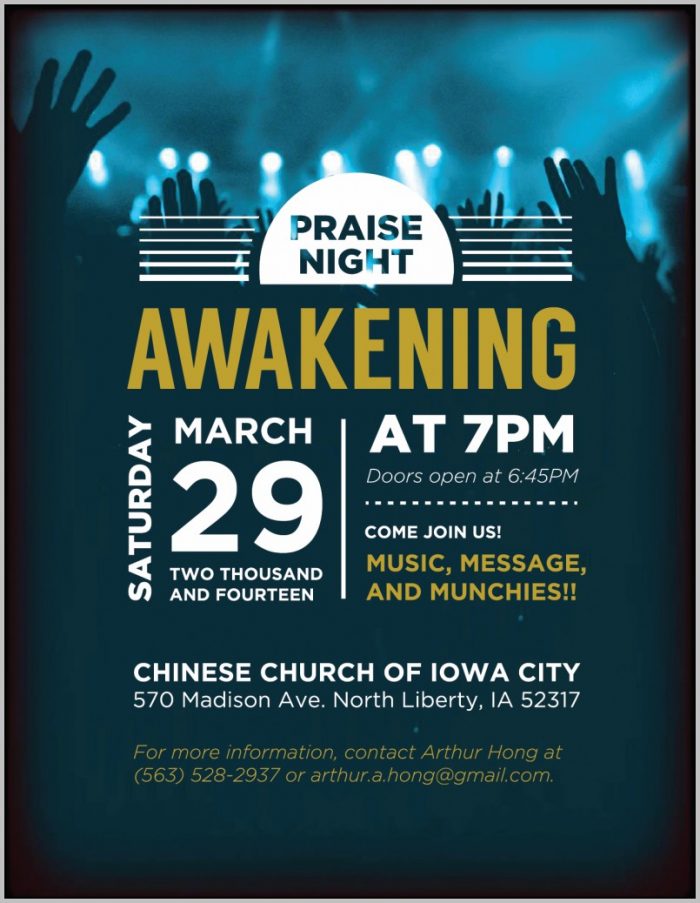 PRAISE
NIGHT
AWAKENING
SATURDAY
MARCH
29
TWO THOUSAND
AND FOURTEEN
AT 7PM
Doors open at 6:45PM
COME JOIN US!
MUSIC, MESSAGE,
AND MUNCHIES!!
CHINESE CHURCH OF IOWA CITY
570 Madison Ave. North Liberty, IA 52317
For more information, contact Arthur Hong at
(563) 528-2937 or arthur.a.hong@gmail.com.